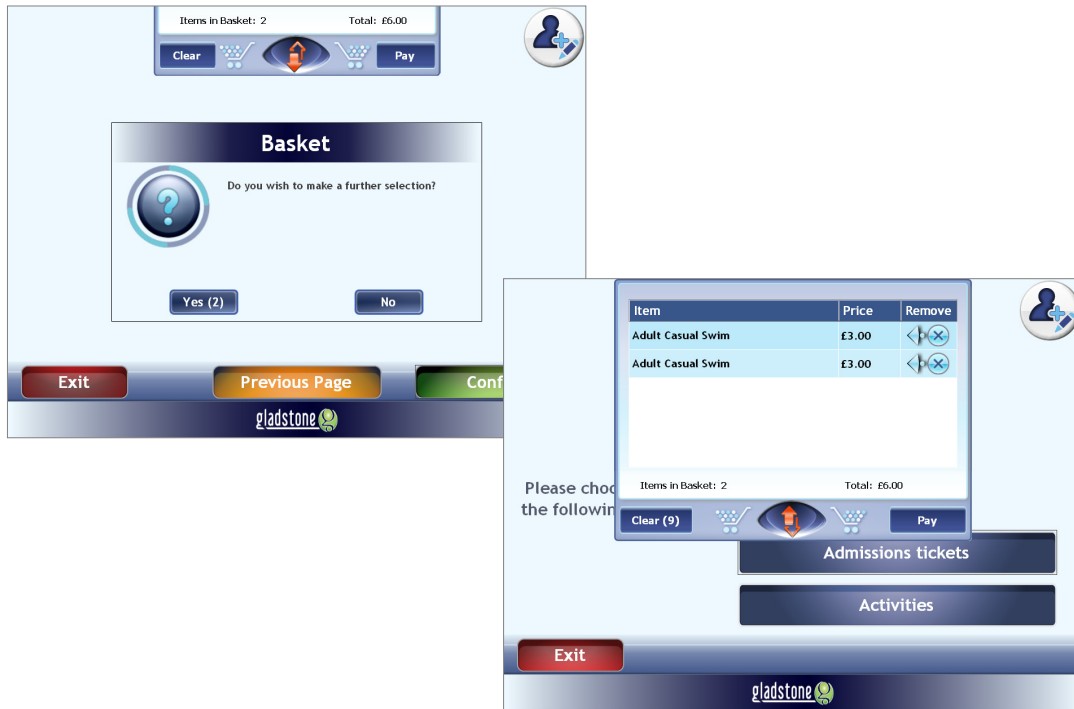 Items in Basket: 2 Total: £6.00
Clear Pay
Basket
Do you wish to make a further selection?
Yes (2) No
Exit Previous Page Conf
gladstone
Item Price Remove
Adult Casual Swim £3.00
Adult Casual Swim £3.00
Items in Basket: 2 Total: £6.00
Clear (9) Pay
Please choo
the followin
Admissions tickets
Activities
Exit
gladstone